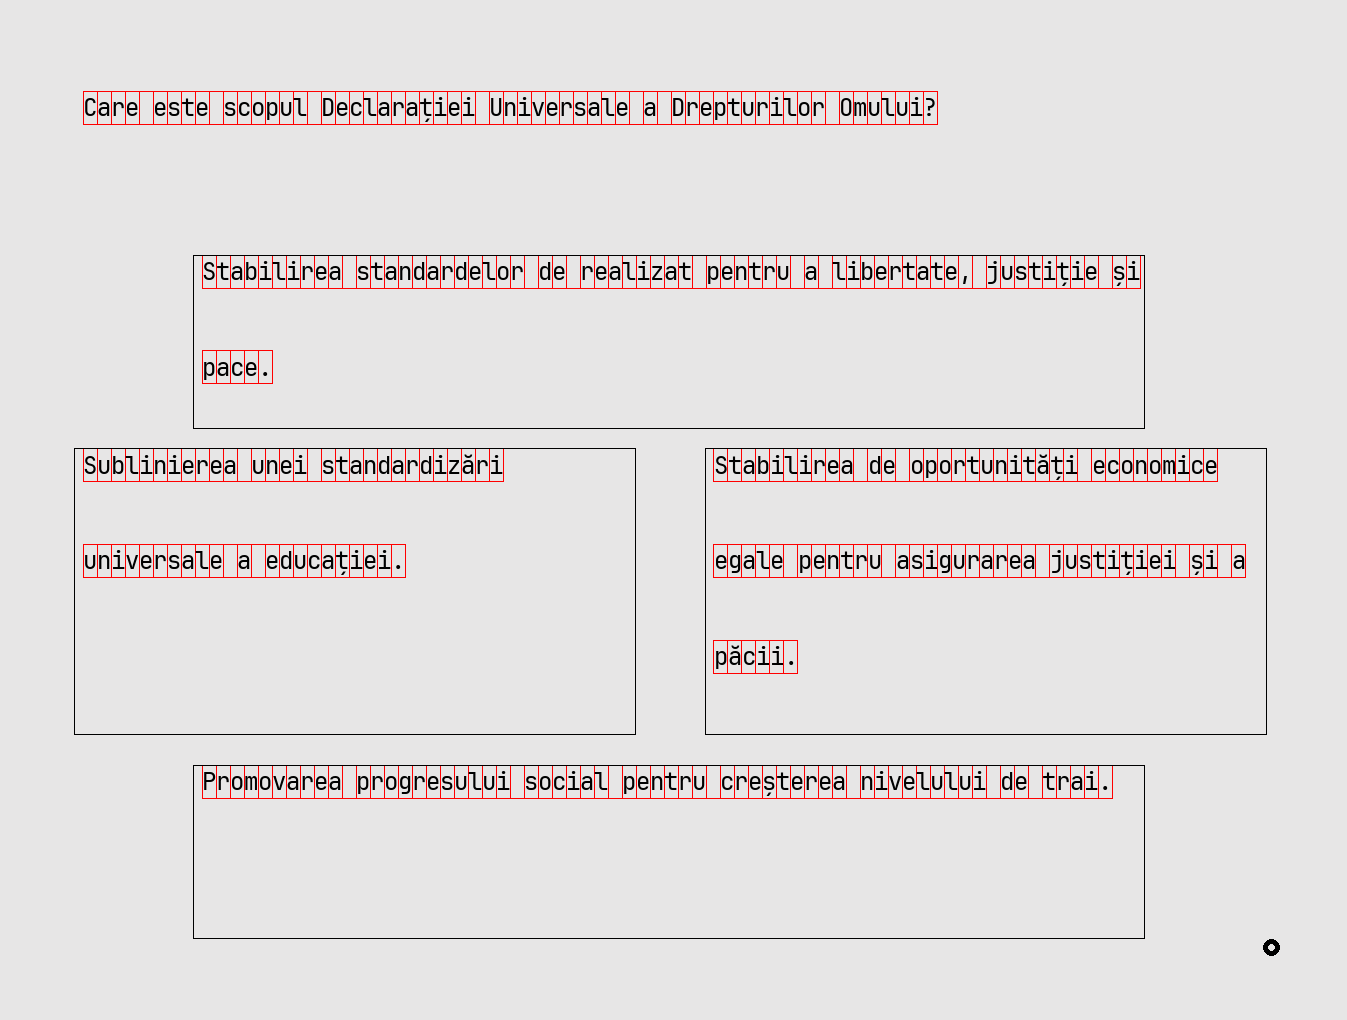 Care este scopul Declarației Universale a Drepturilor Omului?
Stabilirea standardelor de realizat pentru a libertate, justiție și
pace.
Sublinierea unei standardizări
universale a educației.
Stabilirea de oportunități economice
egale pentru asigurarea justiției și a
păcii.
Promovarea progresului social pentru creșterea nivelului de trai.